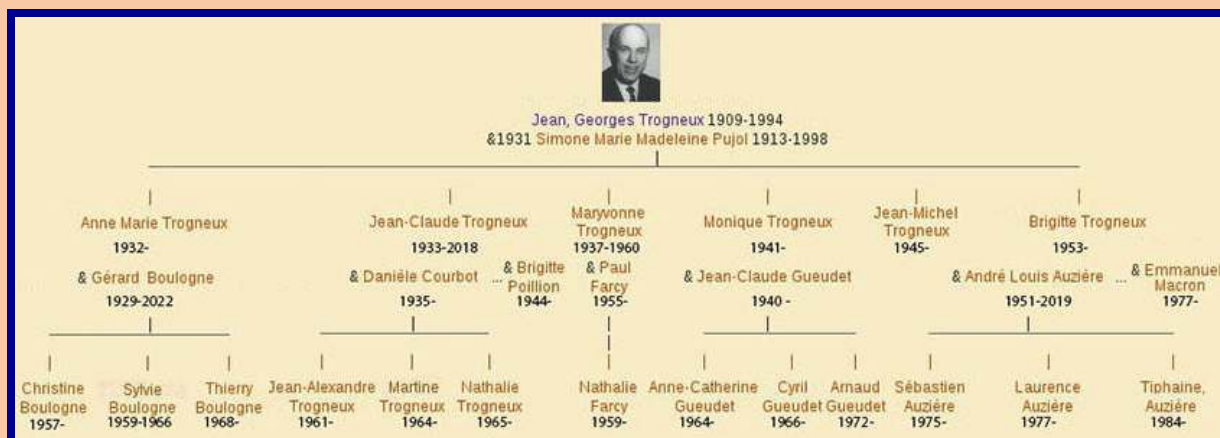 Jean, Georges Trogneux 1909-1994
&1931 Simone Marie Madeleine Pujol 1913-1998
Anne Marie Trogneux
1932-
& Gérard Boulogne
1929-2022
Jean-Claude Trogneux
1933-2018
& Danièle Courbot
1935-
... & Brigitte
Poillion
1944-
Maryvonne
Trogneux
1937-1960
& Paul
Farcy
1955-
Monique Trogneux
1941-
& Jean-Claude Gueudet
1940 -
Jean-Michel
Trogneux
1945-
Brigitte Trogneux
1953-
& André Louis Auzière
1951-2019
... & Emmanuel
Macron
1977-
Christine
Boulogne
1957-
Sylvie
Boulogne
1959-1966
Thierry
Boulogne
1968-
Jean-Alexandre
Trogneux
1961-
Martine
Trogneux
1964-
Nathalie
Trogneux
1965-
Nathalie
Farcy
1959-
Anne-Catherine
Gueudet
1964-
Cyril
Gueudet
1966-
Arnaud
Gueudet
1972-
Sébastien
Auzière
1975-
Laurence
Auzière
1977-
Tiphaine,
Auzière
1984-